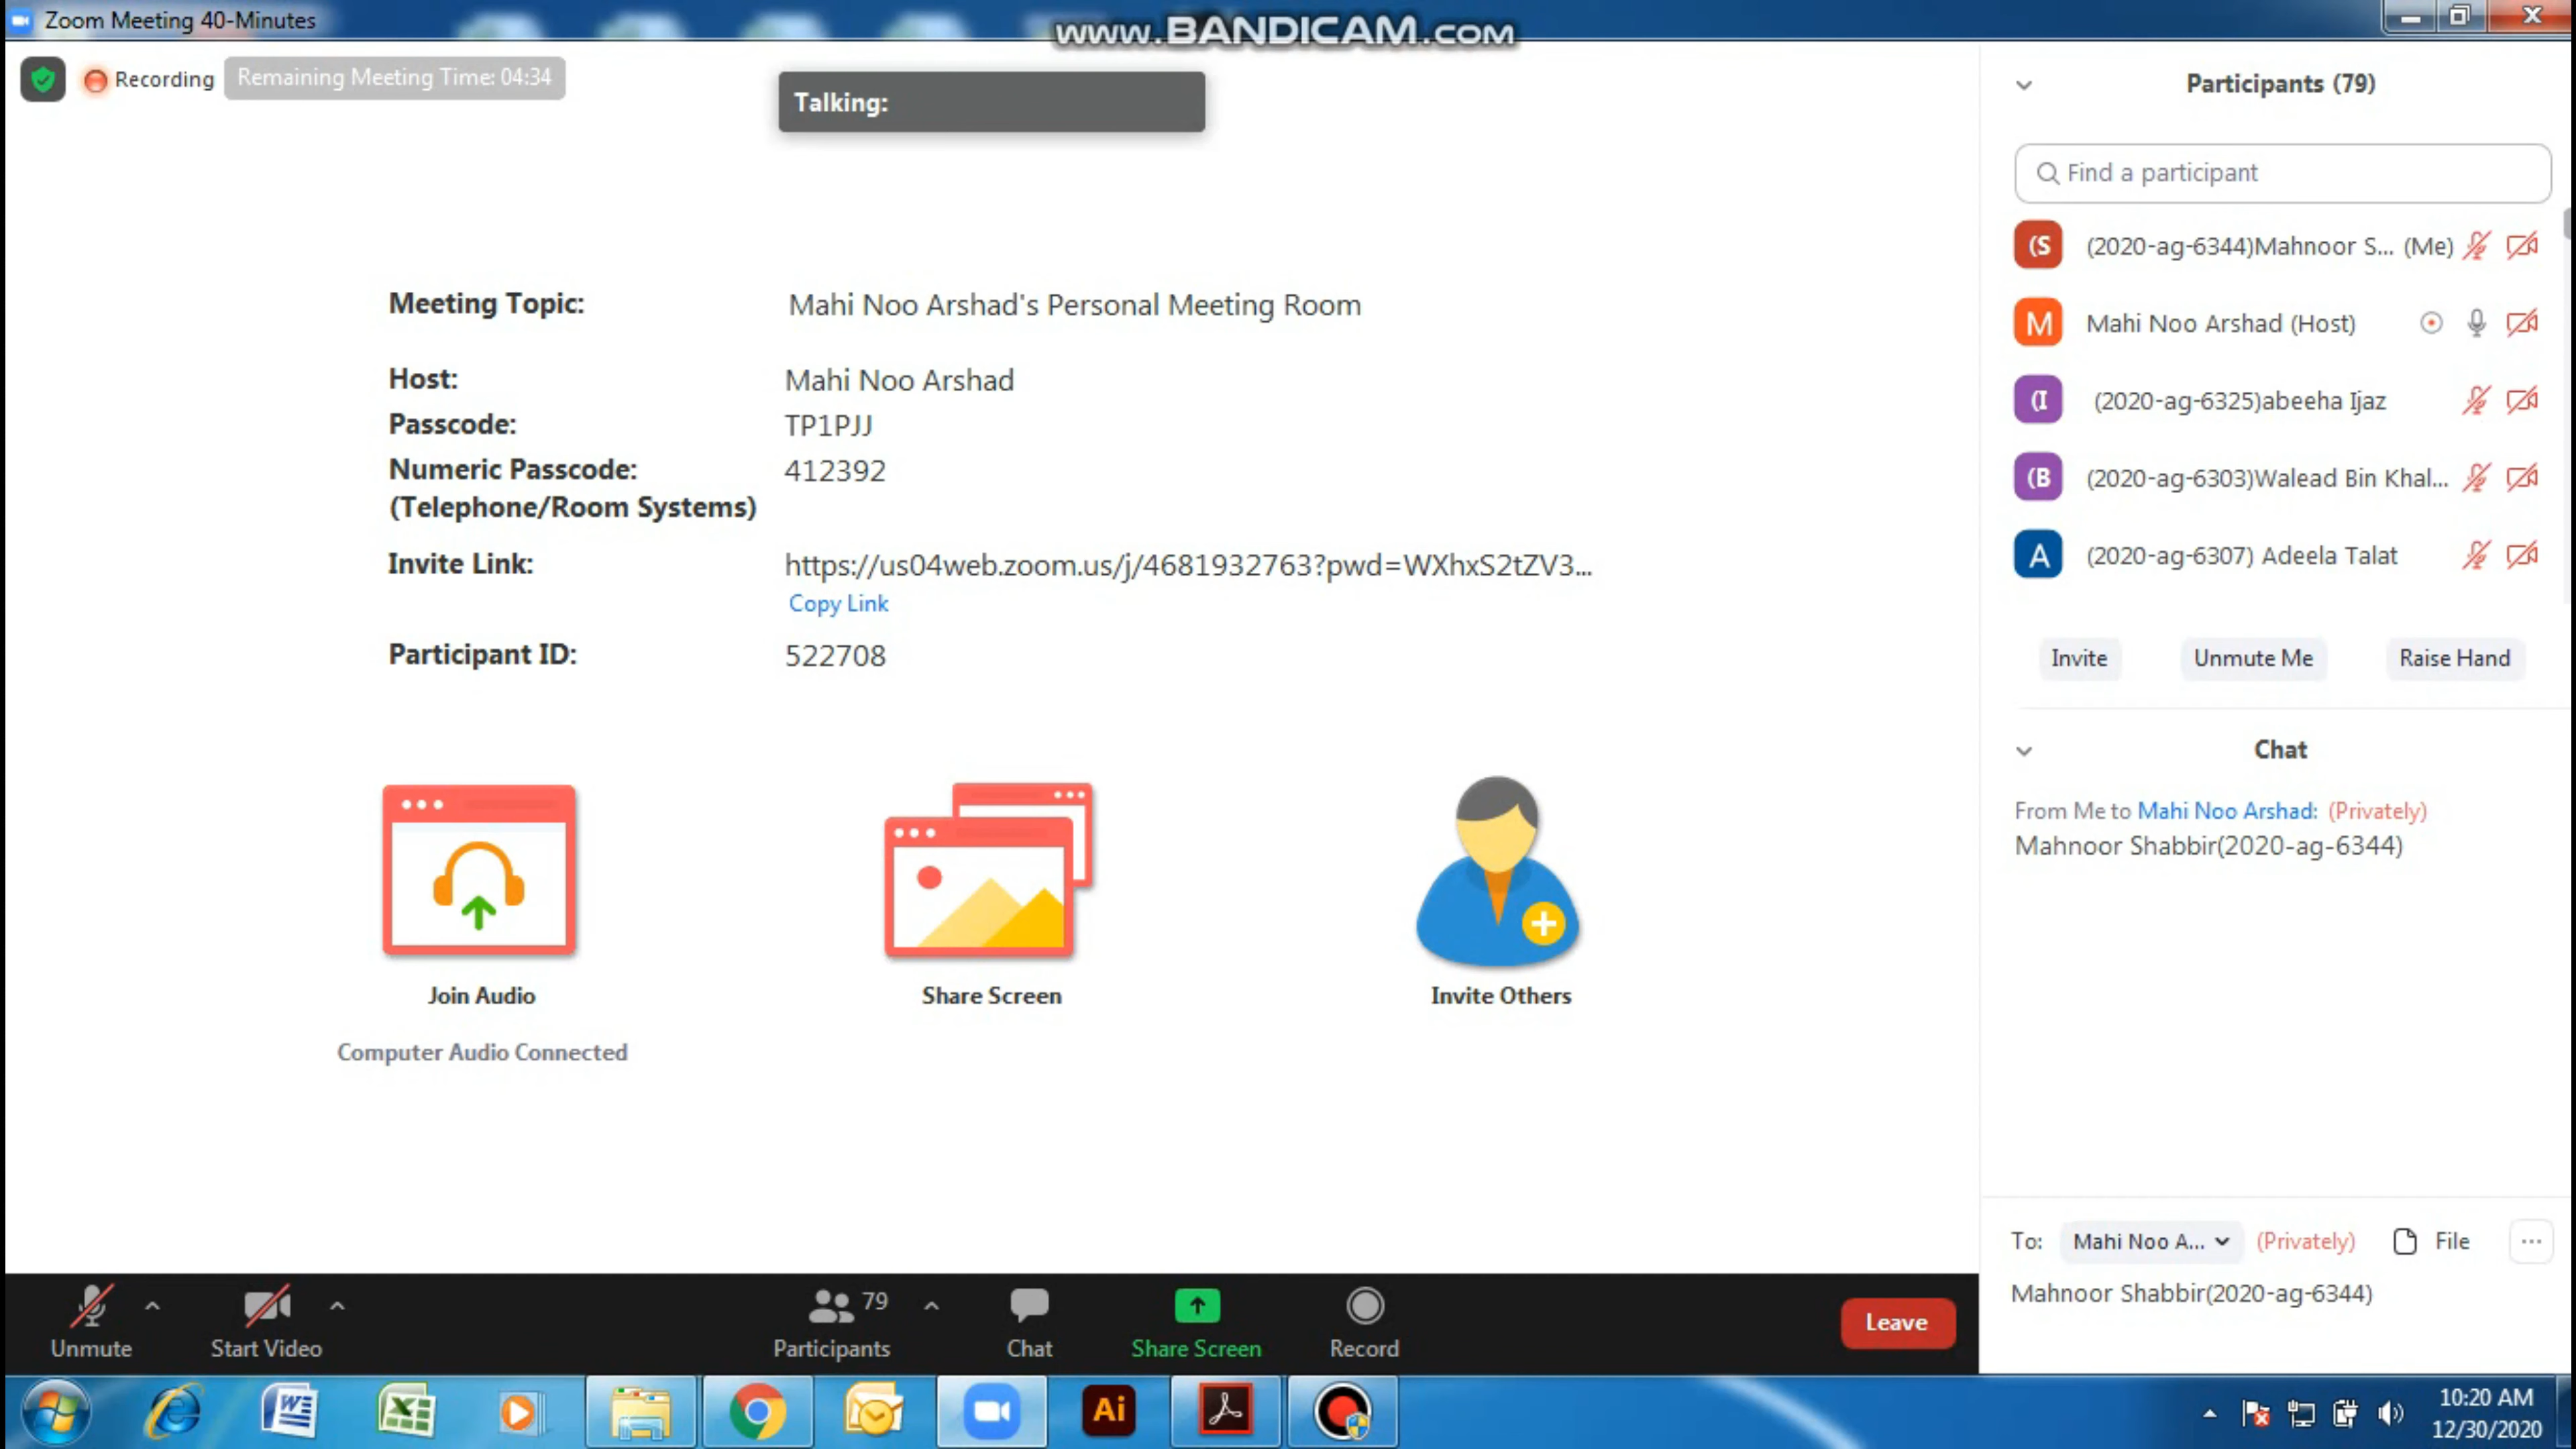 Zoom Meeting 40-Minutes
www.BANDICAM.com
Recording
Remaining Meeting Time: 04:34
Talking:
Meeting Topic: Mahi Noo Arshad's Personal Meeting Room
Host: Mahi Noo Arshad
Passcode: TP1PJJ
Numeric Passcode: 412392
(Telephone/Room Systems)
Invite Link: https://us04web.zoom.us/j/4681932763?pwd=WXhxS2tZV3...
Copy Link
Participant ID: 522708
Join Audio
Share Screen
Invite Others
Computer Audio Connected
Participants (79)
Find a participant
(S (2020-ag-6344)Mahnoor S... (Me)
M Mahi Noo Arshad (Host)
(I (2020-ag-6325)abeeha Ijaz
(B (2020-ag-6303)Walead Bin Khal...
A (2020-ag-6307) Adeela Talat
Invite
Unmute Me
Raise Hand
Chat
From Me to Mahi Noo Arshad: (Privately)
Mahnoor Shabbir(2020-ag-6344)
To: Mahi Noo A... (Privately) File
Mahnoor Shabbir(2020-ag-6344)
Unmute
Start Video
79
Participants
Chat
Share Screen
Record
Leave
Ai
10:20 AM
12/30/2020